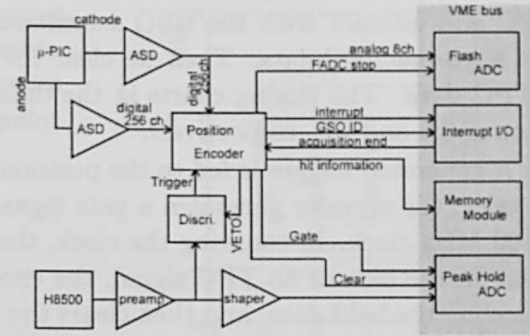 cathode
VME bus
μ-PIC
ASD
analog 8ch
Flash
ADC
FADC stop
digital
256 ch
anode
digital
256 ch
ASD
Position
Encoder
interrupt
GSO ID
acquisition end
hit information
Interrupt I/O
Trigger
Discri.
VETO
Gate
Memory
Module
Clear
Peak Hold
ADC
H8500
preamp
shaper